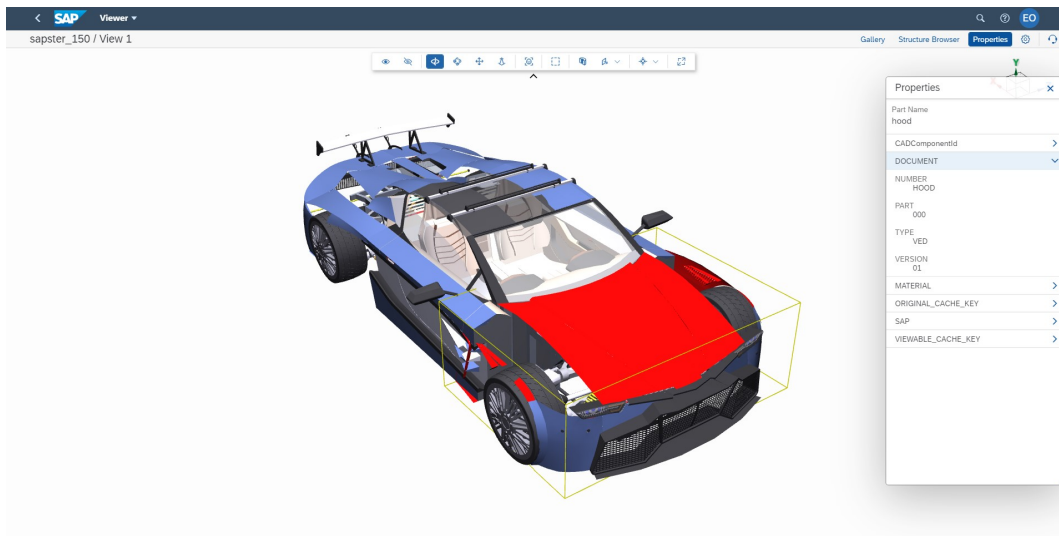 SAP Viewer
EO
sapster_150 / View 1
Gallery Structure Browser Properties
Y
Properties
Part Name
hood
CADComponentId
DOCUMENT
NUMBER
HOOD
PART
000
TYPE
VED
VERSION
01
MATERIAL
ORIGINAL_CACHE_KEY
SAP
VIEWABLE_CACHE_KEY